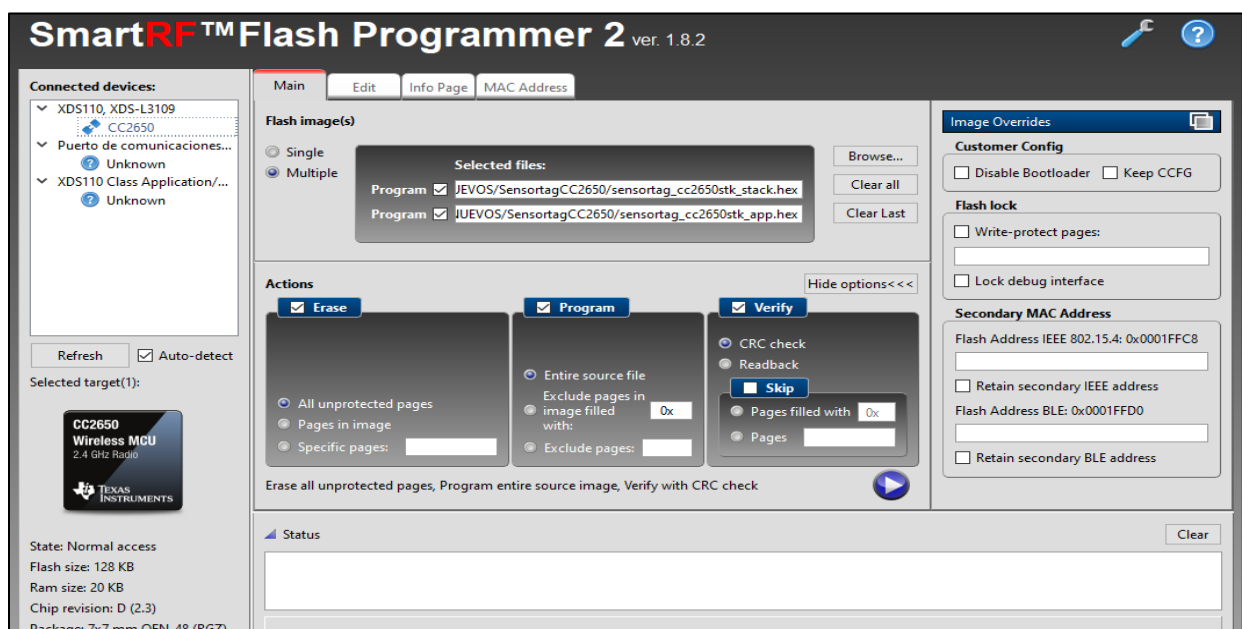 SmartRF™Flash Programmer 2 ver. 1.8.2
Connected devices:
XDS110, XDS-L3109
CC2650
Puerto de comunicaciones...
Unknown
XDS110 Class Application/...
Unknown
Refresh
Auto-detect
Selected target(1):
CC2650
Wireless MCU
2.4 GHz Radio
TEXAS
INSTRUMENTS
State: Normal access
Flash size: 128 KB
Ram size: 20 KB
Chip revision: D (2.3)
Package: 7x7 mm QFN-48 (RGZ)
Main
Edit
Info Page
MAC Address
Flash image(s)
Single
Multiple
Selected files:
Program
JEVOS/SensortagCC2650/sensortag_cc2650stk_stack.hex
Program
IUEVOS/SensortagCC2650/sensortag_cc2650stk_app.hex
Browse...
Clear all
Clear Last
Actions
Hide options<<<
Erase
All unprotected pages
Pages in image
Specific pages:
Program
Entire source file
Exclude pages in
image filled
with:
0x
Exclude pages:
Verify
CRC check
Readback
Skip
Pages filled with
0x
Pages
Erase all unprotected pages, Program entire source image, Verify with CRC check
Status
Clear
Image Overrides
Customer Config
Disable Bootloader
Keep CCFG
Flash lock
Write-protect pages:
Lock debug interface
Secondary MAC Address
Flash Address IEEE 802.15.4: 0x0001FFC8
Retain secondary IEEE address
Flash Address BLE: 0x0001FFD0
Retain secondary BLE address